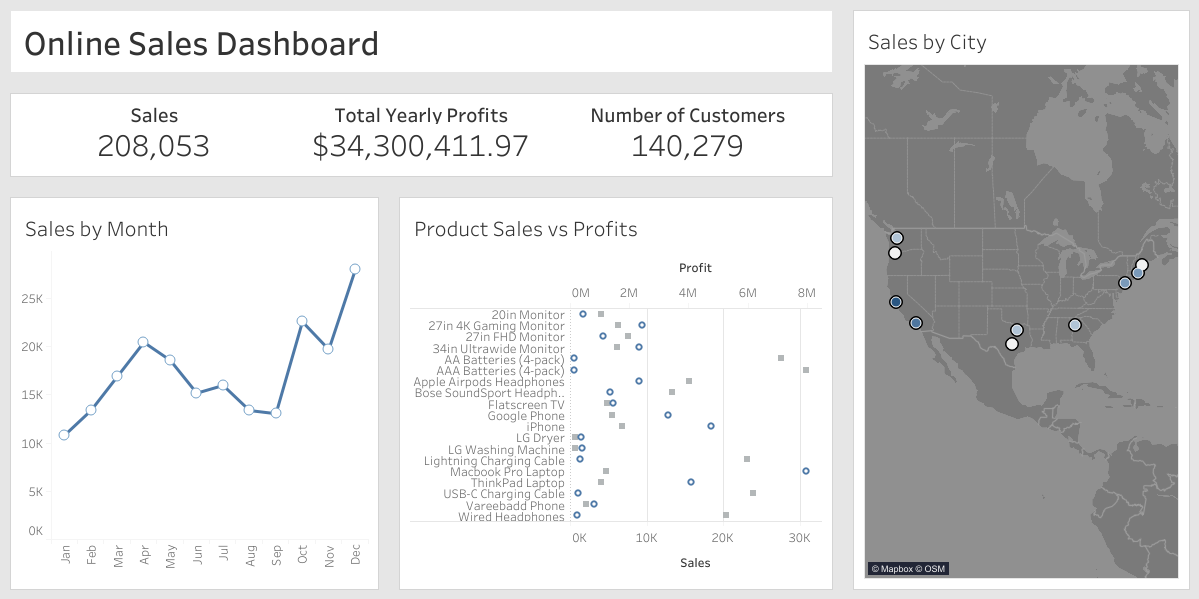 Online Sales Dashboard
Sales
208,053
Total Yearly Profits
$34,300,411.97
Number of Customers
140,279
Sales by Month
25K
20K
15K
10K
5K
0K
Jan
Feb
Mar
Apr
May
Jun
Jul
Aug
Sep
Oct
Nov
Dec
Product Sales vs Profits
Profit
0M 2M 4M 6M 8M
20in Monitor
27in 4K Gaming Monitor
27in FHD Monitor
34in Ultrawide Monitor
AA Batteries (4-pack)
AAA Batteries (4-pack)
Apple Airpods Headphones
Bose SoundSport Headph..
Flatscreen TV
Google Phone
iPhone
LG Dryer
LG Washing Machine
Lightning Charging Cable
Macbook Pro Laptop
ThinkPad Laptop
USB-C Charging Cable
Vareebadd Phone
Wired Headphones
0K 10K 20K 30K
Sales
Sales by City
© Mapbox © OSM